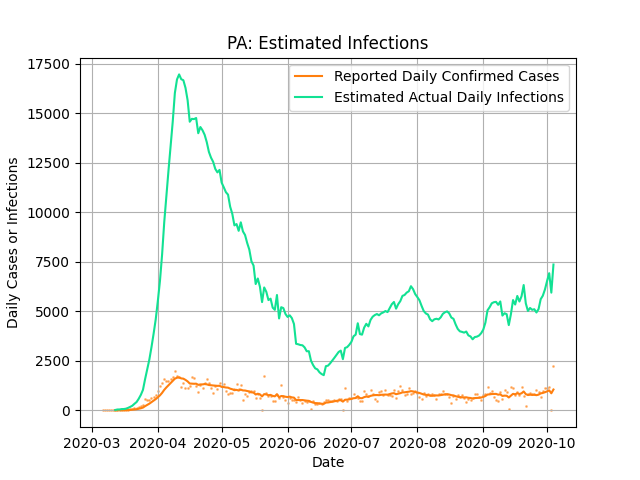 PA: Estimated Infections
Reported Daily Confirmed Cases
Estimated Actual Daily Infections
Daily Cases or Infections
17500
15000
12500
10000
7500
5000
2500
0
2020-03 2020-04 2020-05 2020-06 2020-07 2020-08 2020-09 2020-10
Date